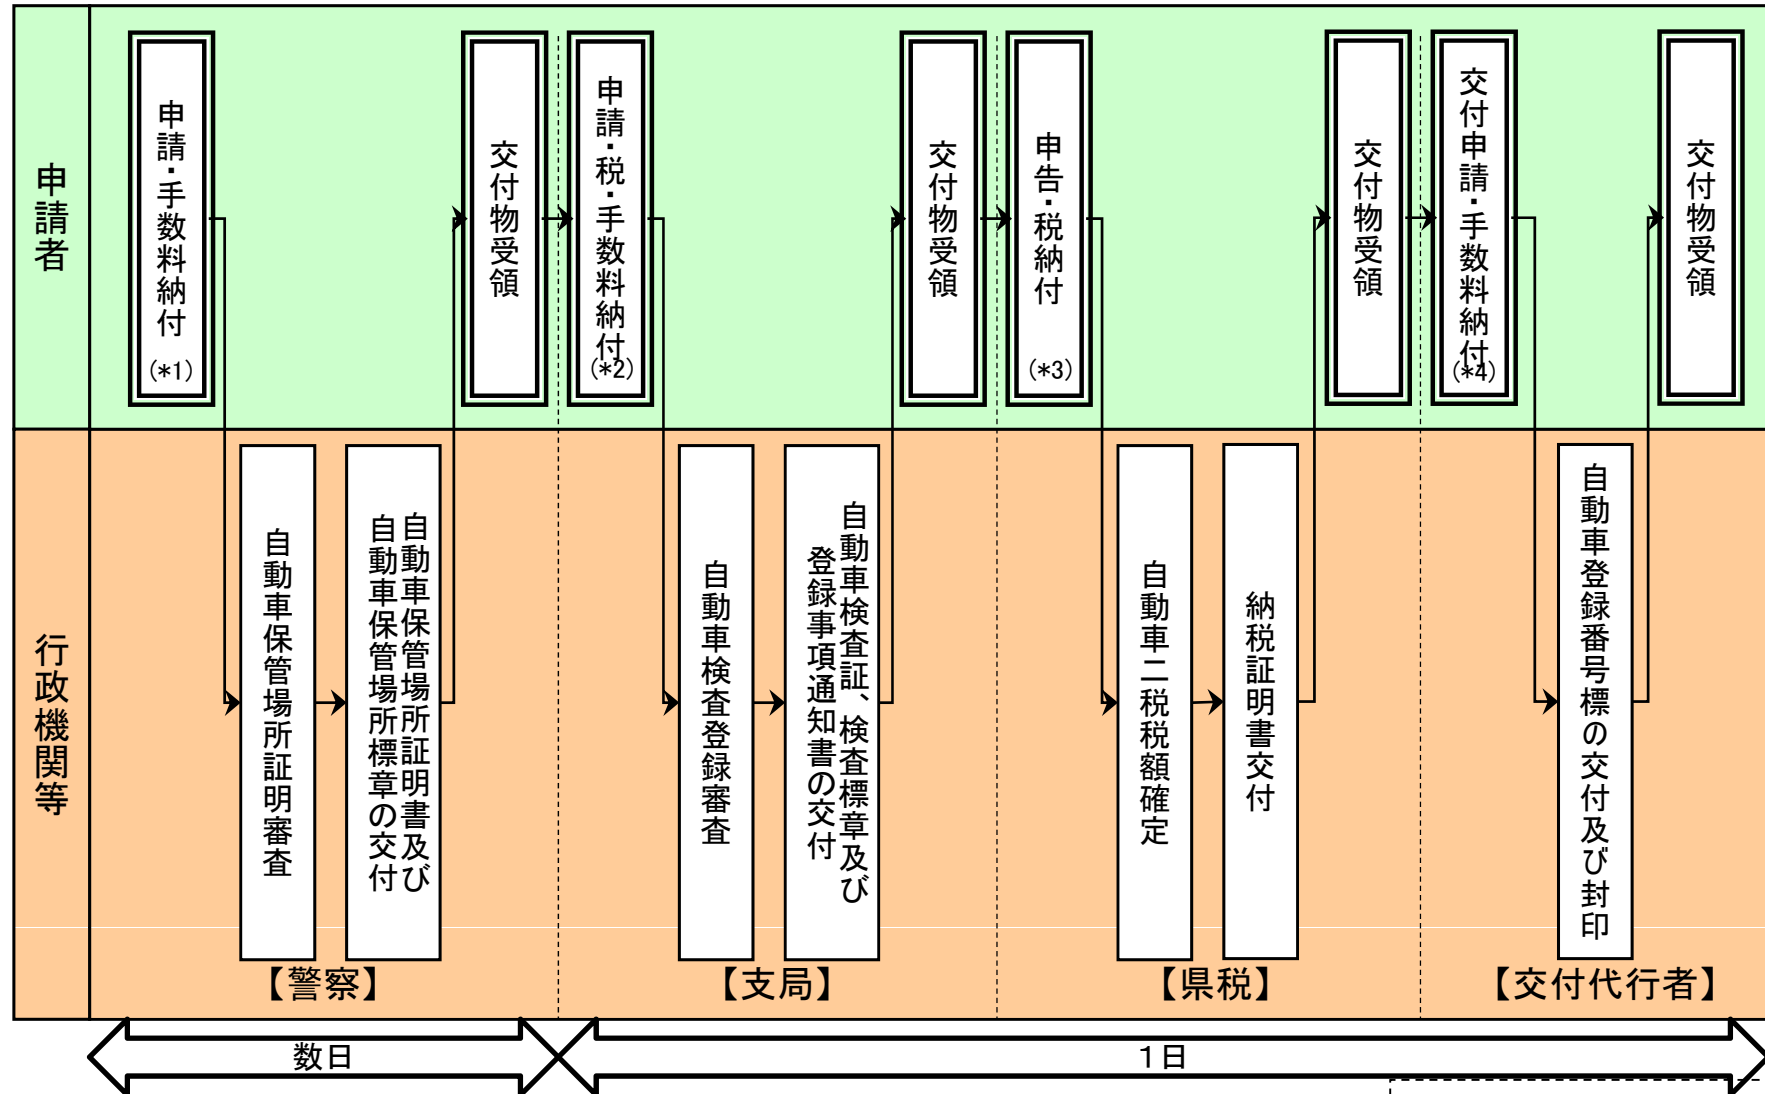 申請者
申請・手数料納付
(*1)
交付物受領
申請・税・手数料納付
(*2)
交付物受領
申告・税納付
(*3)
交付物受領
交付申請・手数料納付
(*4)
交付物受領
行政機関等
自動車保管場所証明審査
自動車保管場所証明書及び
自動車保管場所標章の交付
自動車検査登録審査
自動車検査証、検査標章及び
登録事項通知書の交付
自動車二税税額確定
納税証明書交付
自動車登録番号標の交付及び封印
【警察】
【支局】
【県税】
【交付代行者】
数日
1日